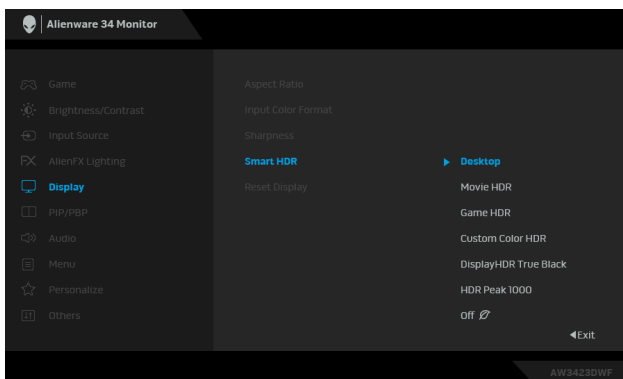 Alienware 34 Monitor
Game
Brightness/Contrast
Input Source
FX AlienFX Lighting
Display
PIP/PBP
Audio
Menu
Personalize
Others
Aspect Ratio
Input Color Format
Sharpness
Smart HDR
Reset Display
Desktop
Movie HDR
Game HDR
Custom Color HDR
DisplayHDR True Black
HDR Peak 1000
Off
Exit
AW3423DWF